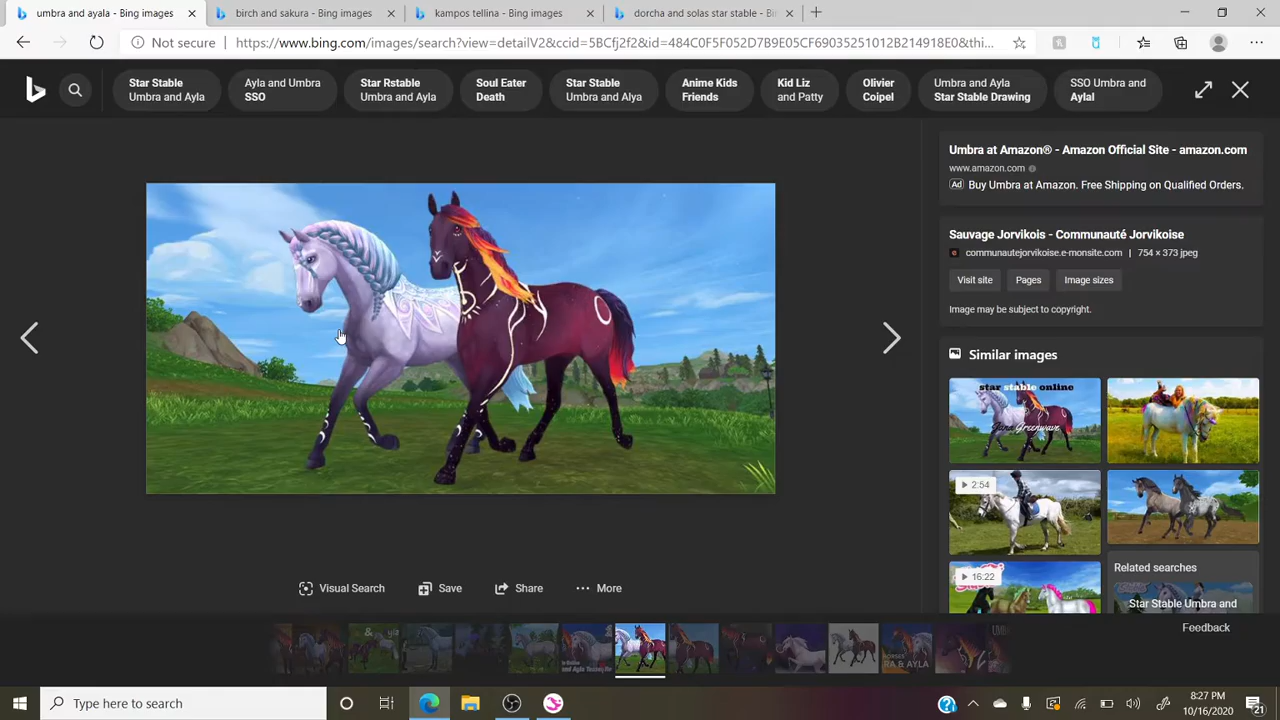 umbra and ayala - Bing images
birch and sakura - Bing images
kampos tellina - Bing images
dorcha and solas star stable - Bin
Not secure
https://www.bing.com/images/search?view=detailV2&ccid=5BCfj2f2&id=484C0F5F052D7B9E05CF69035251012B214918E0&thi...
Star Stable
Umbra and Ayla
Ayla and Umbra
SSO
Star Rstable
Umbra and Ayla
Soul Eater
Death
Star Stable
Umbra and Alya
Anime Kids
Friends
Kid Liz
and Patty
Olivier
Coipel
Umbra and Ayla
Star Stable Drawing
SSO Umbra and
Aylal
Umbra at Amazon® - Amazon Official Site - amazon.com
www.amazon.com
Ad Buy Umbra at Amazon. Free Shipping on Qualified Orders.
Sauvage Jorvikois - Communauté Jorvikoise
communautejorvikoise.e-monsite.com | 754 × 373 jpeg
Visit site
Pages
Image sizes
Image may be subject to copyright.
Similar images
star stable online
2:54
16:22
Related searches
Star Stable Umbra and
Visual Search
Save
Share
More
Feedback
RA & AYLA
Type here to search
8:27 PM
10/16/2020
21